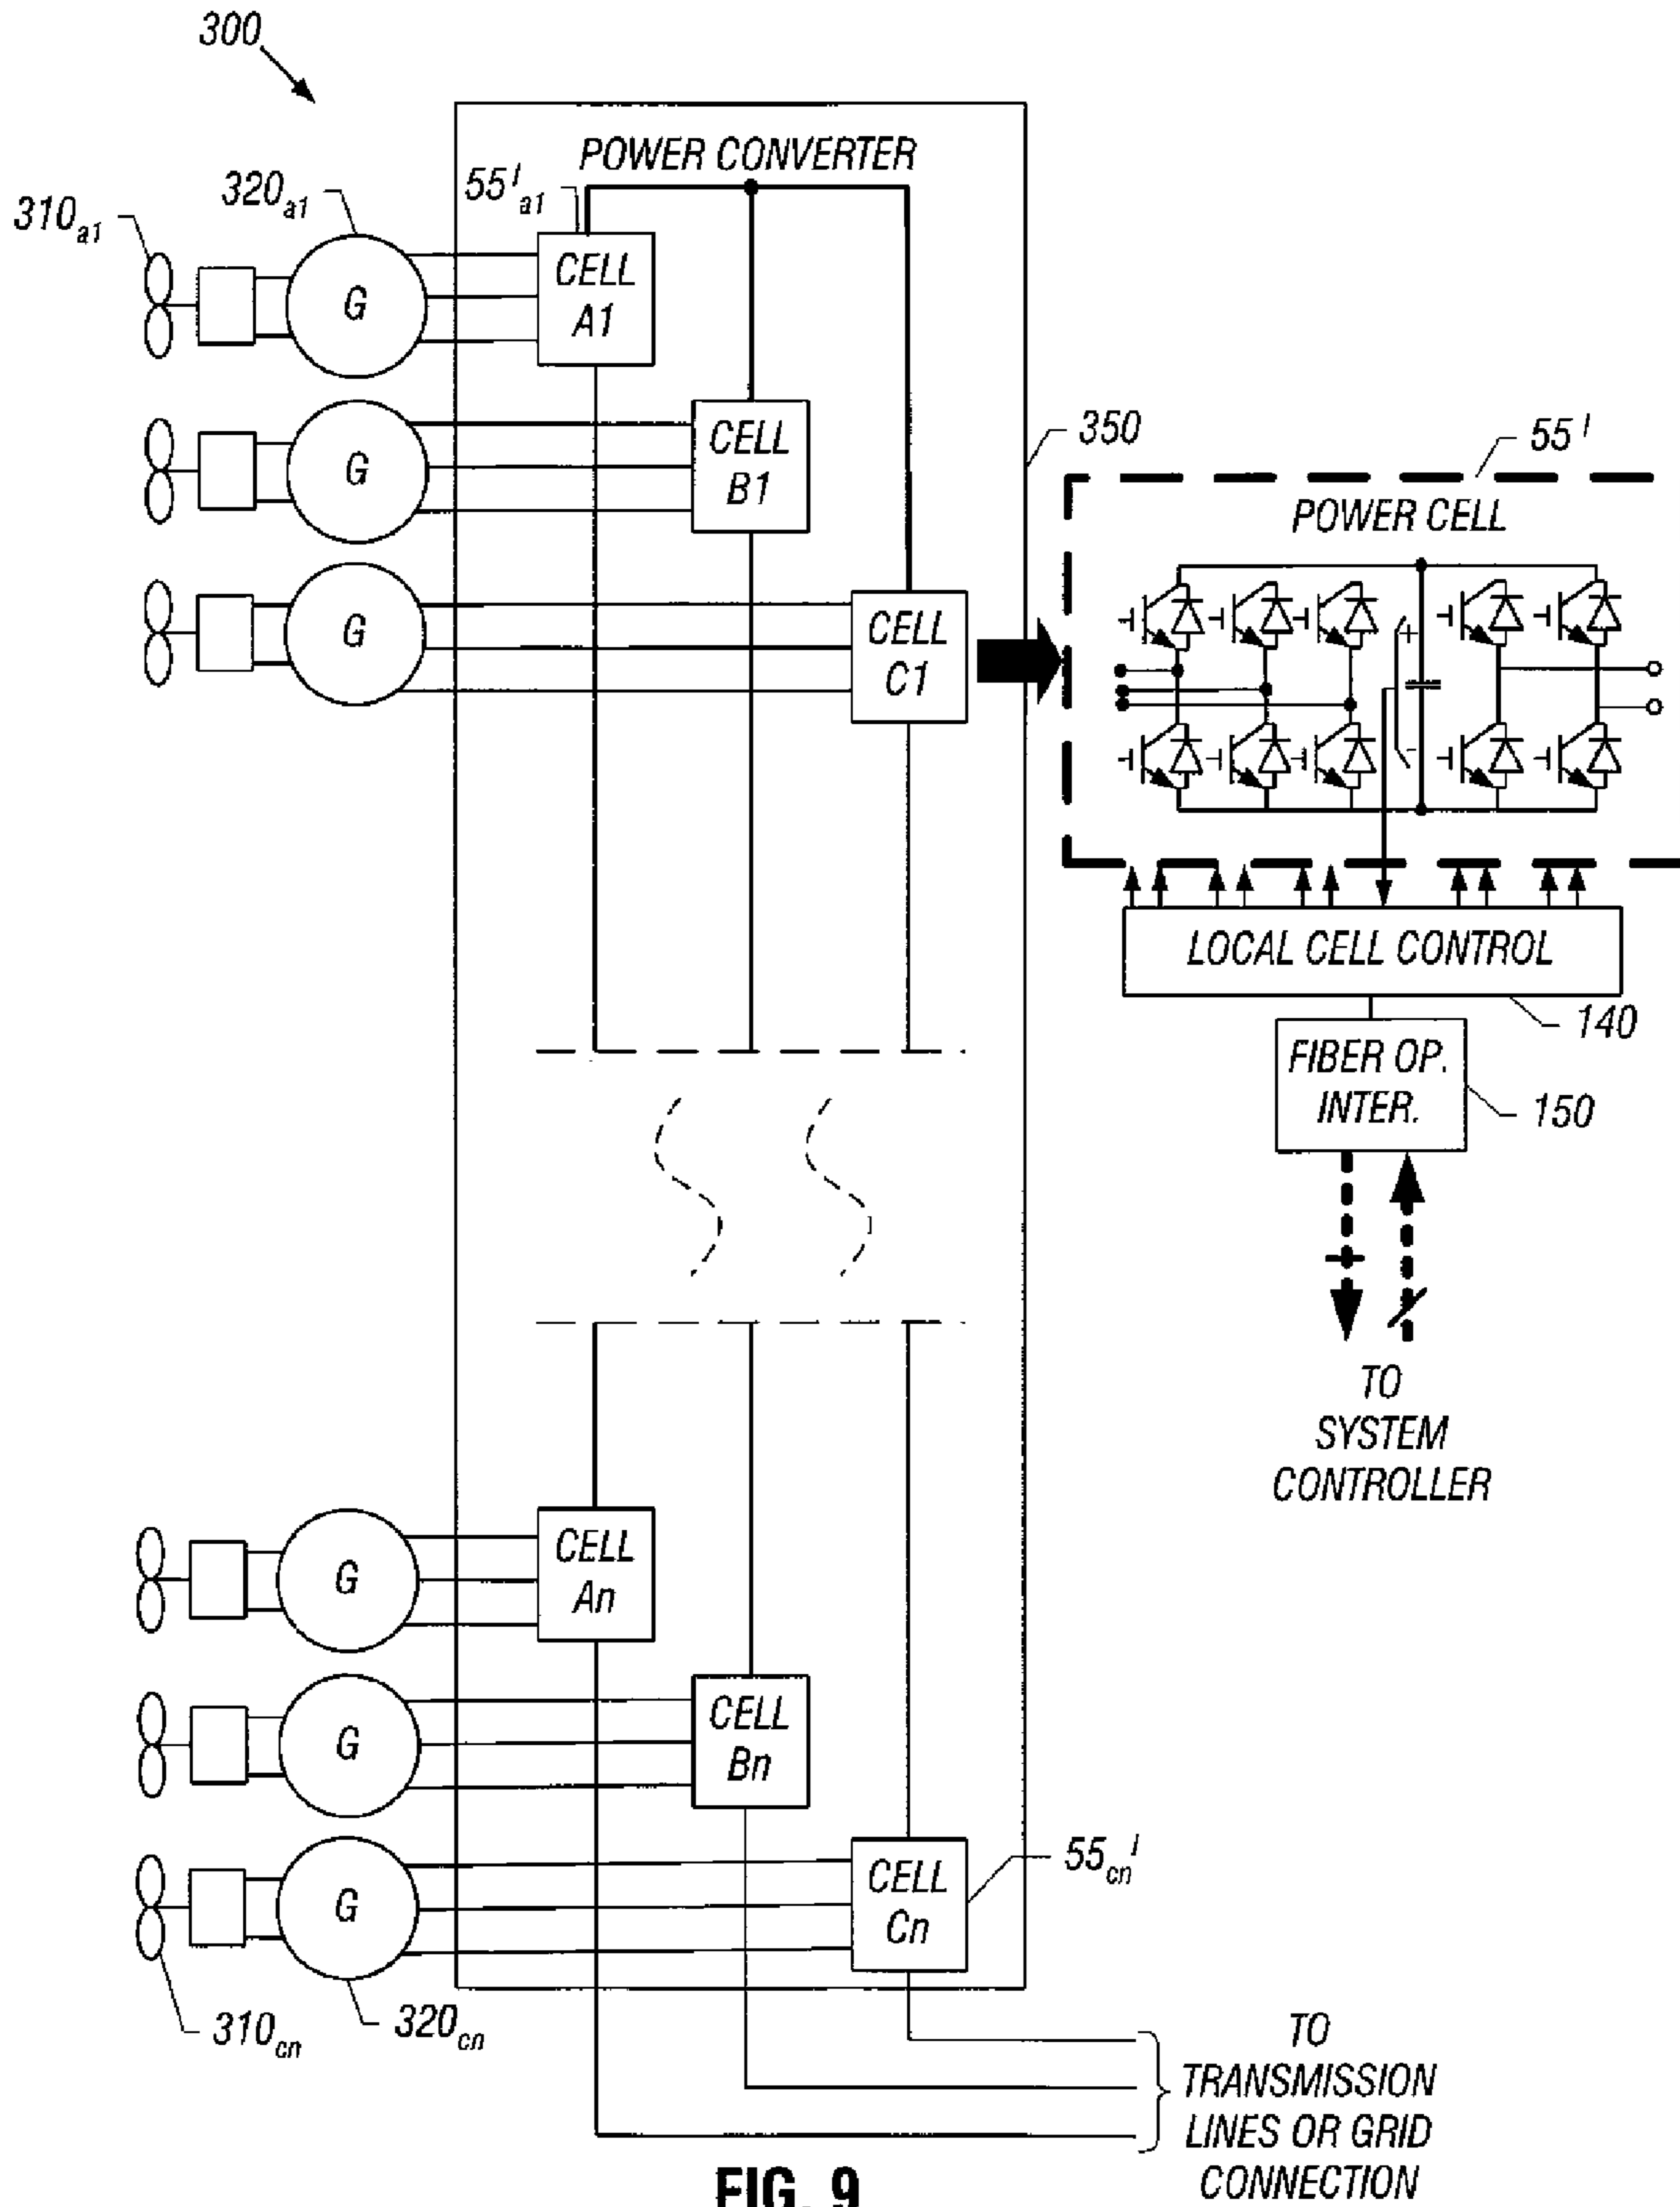 300
POWER CONVERTER
310a1
320a1
55'a1
G
CELL
A1
G
CELL
B1
350
55'
POWER CELL
G
CELL
C1
+
-
LOCAL CELL CONTROL
140
FIBER OP.
INTER.
150
TO
SYSTEM
CONTROLLER
G
CELL
An
G
CELL
Bn
G
CELL
Cn
55cn'
310cn
320cn
TO
TRANSMISSION
LINES OR GRID
CONNECTION
FIG. 9